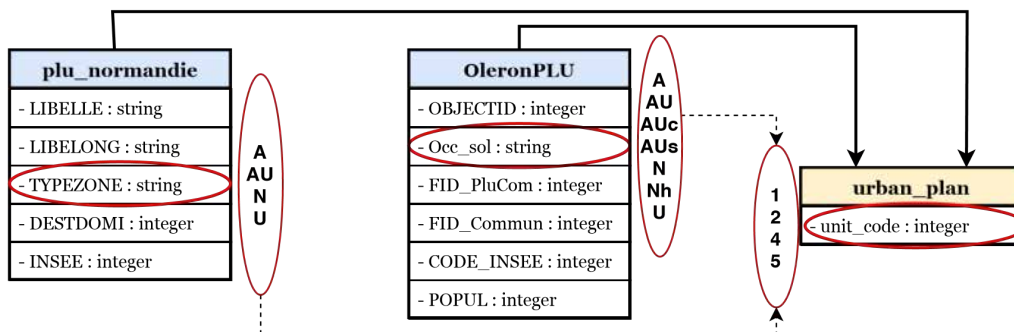 plu_normandie
- LIBELLE : string
- LIBELONG : string
- TYPEZONE : string
- DESTDOMI : integer
- INSEE : integer
A
AU
N
U
OleronPLU
- OBJECTID : integer
- Occ_sol : string
- FID_PluCom : integer
- FID_Commun : integer
- CODE_INSEE : integer
- POPUL : integer
A
AU
AUc
AUs
N
Nh
U
1
2
4
5
urban_plan
- unit_code : integer